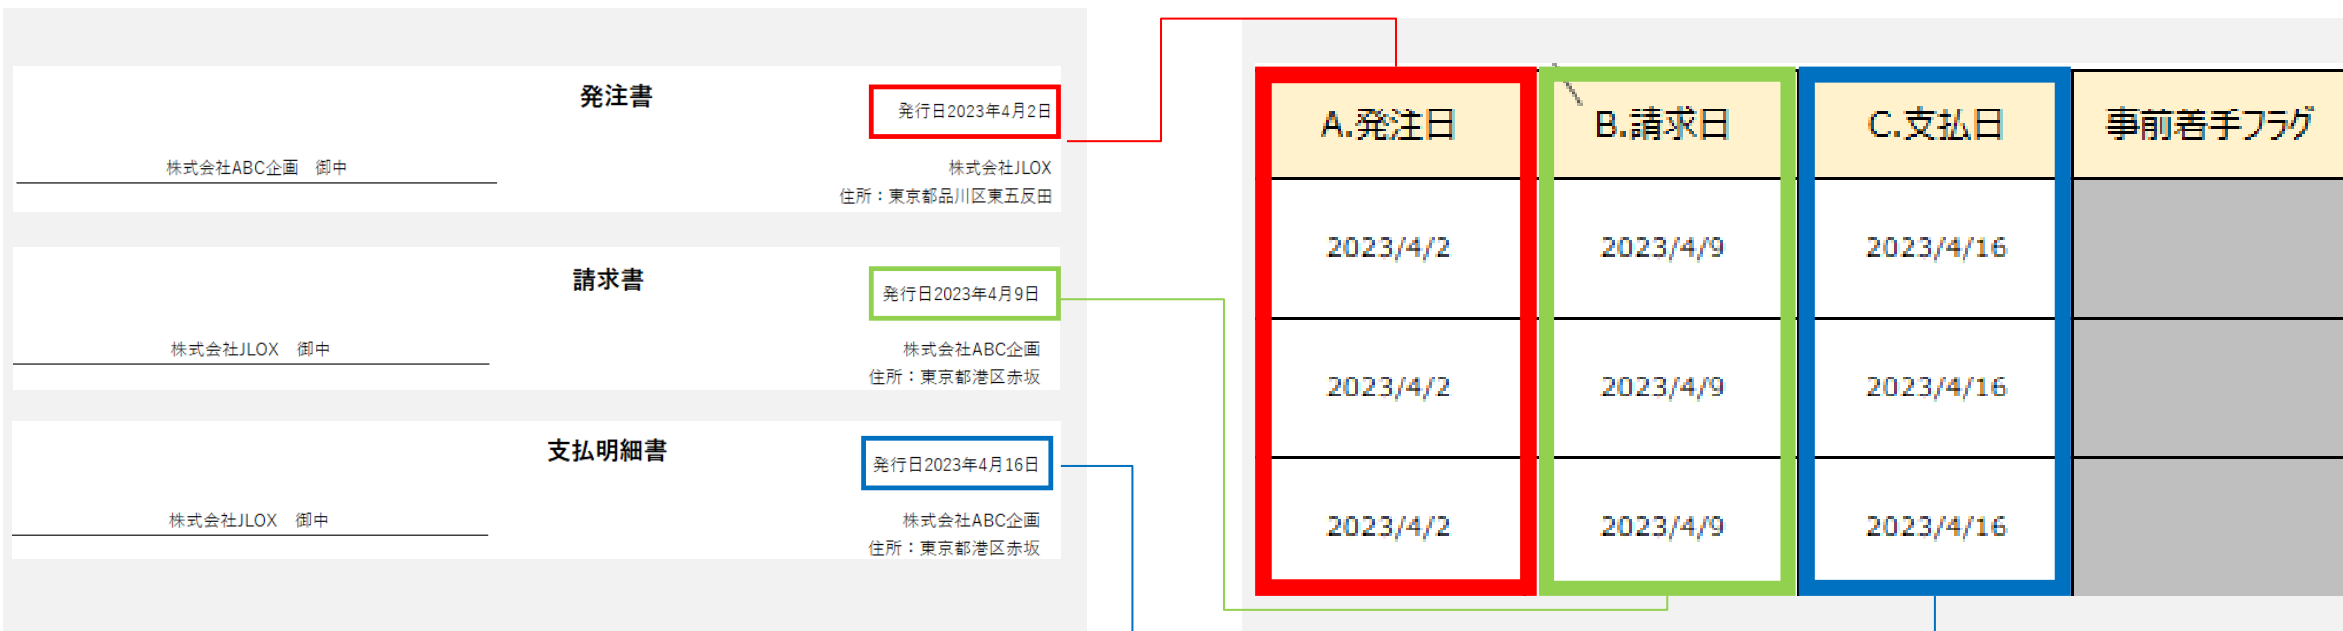 発注書
発行日2023年4月2日
株式会社ABC企画　御中
株式会社JLOX
住所：東京都品川区東五反田
請求書
発行日2023年4月9日
株式会社JLOX　御中
株式会社ABC企画
住所：東京都港区赤坂
支払明細書
発行日2023年4月16日
株式会社JLOX　御中
株式会社ABC企画
住所：東京都港区赤坂
A.発注日 B.請求日 C.支払日 事前着手フラグ
2023/4/2 2023/4/9 2023/4/16
2023/4/2 2023/4/9 2023/4/16
2023/4/2 2023/4/9 2023/4/16